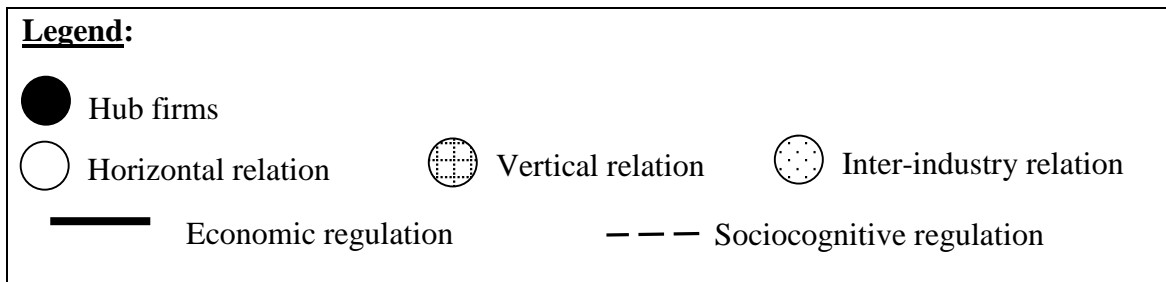 Legend:
Hub firms
Horizontal relation Vertical relation Inter-industry relation
Economic regulation Sociocognitive regulation